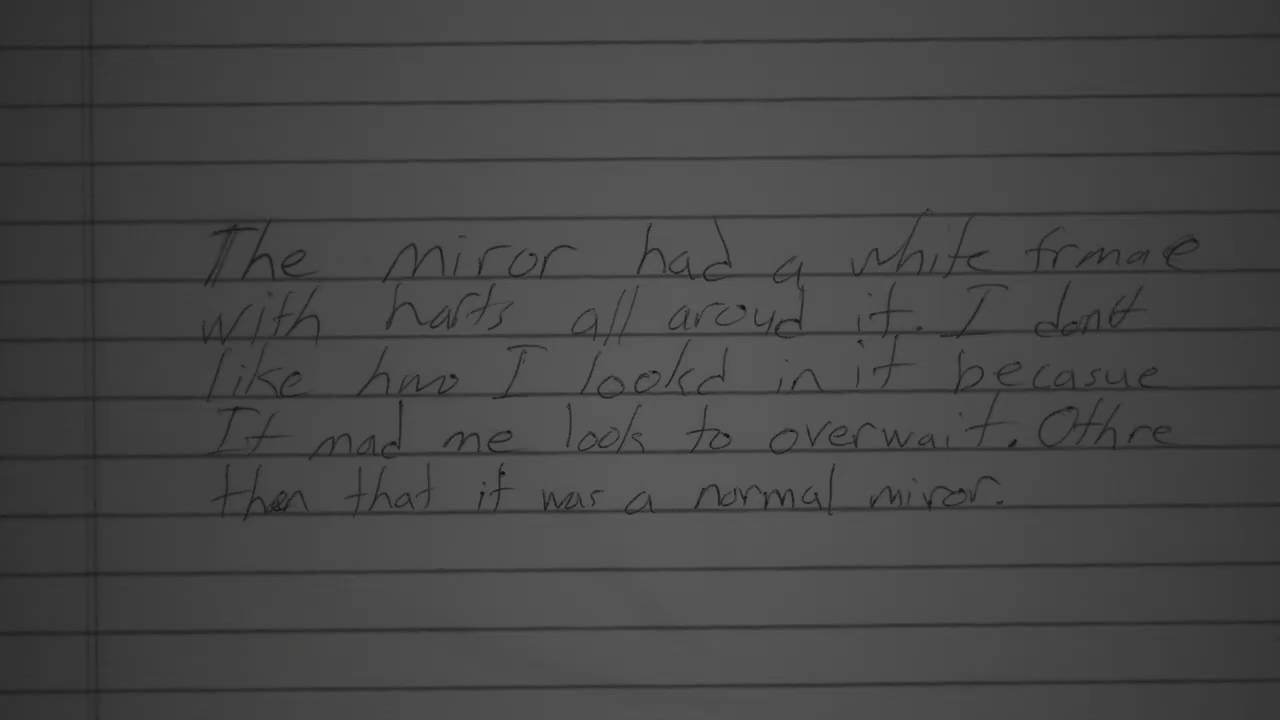 The miror had a white frmae
with harts all aroud it. I dont
like hwo I lookd in it becasue
It mad me look to overwait. Othre
then that it was a normal miror.